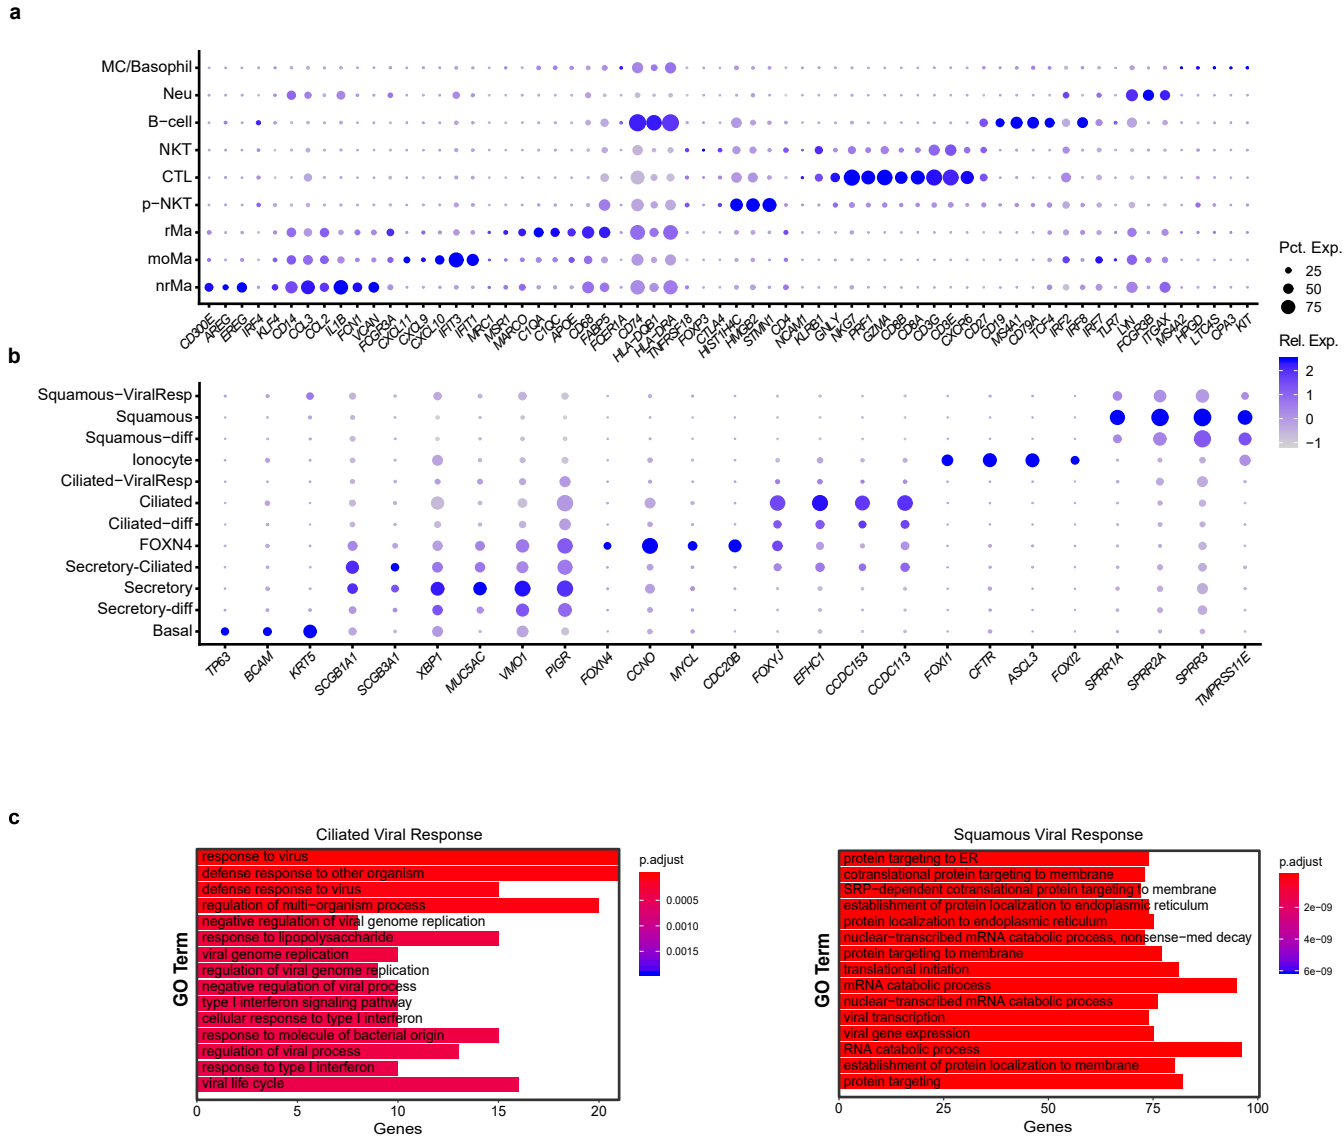 a
MC/Basophil
Neu
B−cell
NKT
CTL
p−NKT
rMa
moMa
nrMa
CD300E AREG EREG IRF4 KLF4 CD14 CCL3 CCL2 IL1B FCN1 VCAN FCGR3A CXCL11 CXCL9 CXCL10 IFIT3 IFIT1 MRC1 MSR1 MARCO C1QA C1QC APOE CD68 FABP5 FCER1A CD74 HLA−DQB1 HLA−DRA TNFRSF18 FOXP3 CTLA4 HIST1H4C HMGB2 STMN1 CD4 NCAM1 KLRB1 GNLY NKG7 PRF1 GZMA CD8B CD8A CD3G CD3E CXCR6 CD27 CD19 MS4A1 CD79A TCF4 IRF8 IRF2 IRF7 TLR7 LYN FCGR3B ITGAX MS4A2 HPGD LTC4S CPA3 KIT
Pct. Exp.
25
50
75
Rel. Exp.
2
1
0
−1
b
Squamous−ViralResp
Squamous
Squamous−diff
Ionocyte
Ciliated−ViralResp
Ciliated
Ciliated−diff
FOXN4
Secretory−Ciliated
Secretory
Secretory−diff
Basal
TP63 BCAM KRT5 SCGB1A1 SCGB3A1 XBP1 MUC5AC VMO1 PIGR FOXN4 CCNO MYCL CDC20B FOXYJ EFHC1 CCDC153 CCDC113 FOXI1 CFTR ASCL3 FOXI2 SPRR1A SPRR2A SPRR3 TMPRSS11E
c
Ciliated Viral Response
GO Term
response to virus
defense response to other organism
defense response to virus
regulation of multi−organism process
negative regulation of viral genome replication
response to lipopolysaccharide
viral genome replication
regulation of viral genome replication
negative regulation of viral process
type I interferon signaling pathway
cellular response to type I interferon
response to molecule of bacterial origin
regulation of viral process
response to type I interferon
viral life cycle
0 5 10 15 20
Genes
p.adjust
0.0005
0.0010
0.0015
Squamous Viral Response
GO Term
protein targeting to ER
cotranslational protein targeting to membrane
SRP−dependent cotranslational protein targeting to membrane
establishment of protein localization to endoplasmic reticulum
protein localization to endoplasmic reticulum
nuclear−transcribed mRNA catabolic process, nonsense−med decay
protein targeting to membrane
translational initiation
mRNA catabolic process
nuclear−transcribed mRNA catabolic process
viral transcription
viral gene expression
RNA catabolic process
establishment of protein localization to membrane
protein targeting
0 25 50 75 100
Genes
p.adjust
2e−09
4e−09
6e−09